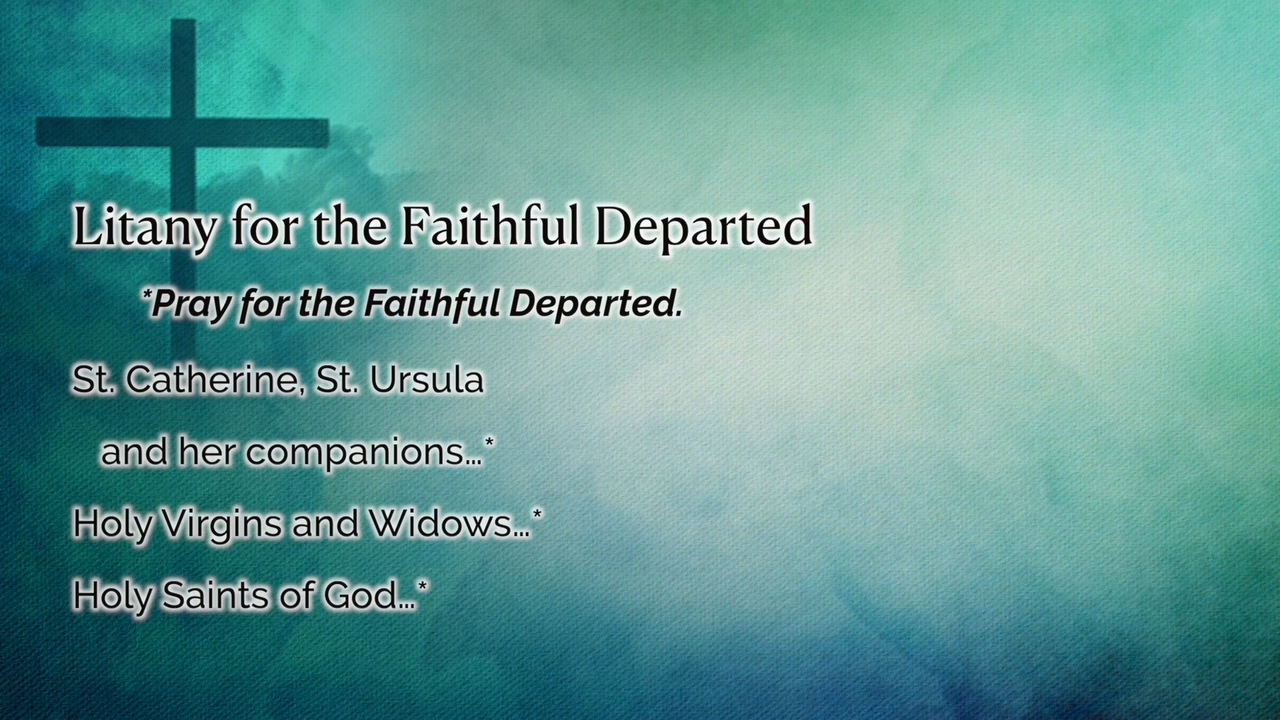 Litany for the Faithful Departed
*Pray for the Faithful Departed.
St. Catherine, St. Ursula
and her companions...*
Holy Virgins and Widows...*
Holy Saints of God...*